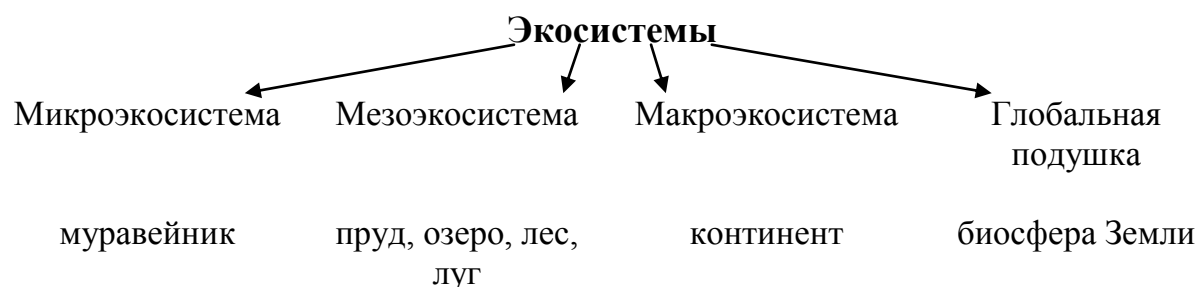 Экосистемы
Микроэкосистема Мезоэкосистема Макроэкосистема Глобальная
подушка
муравейник пруд, озеро, лес, континент биосфера Земли
луг